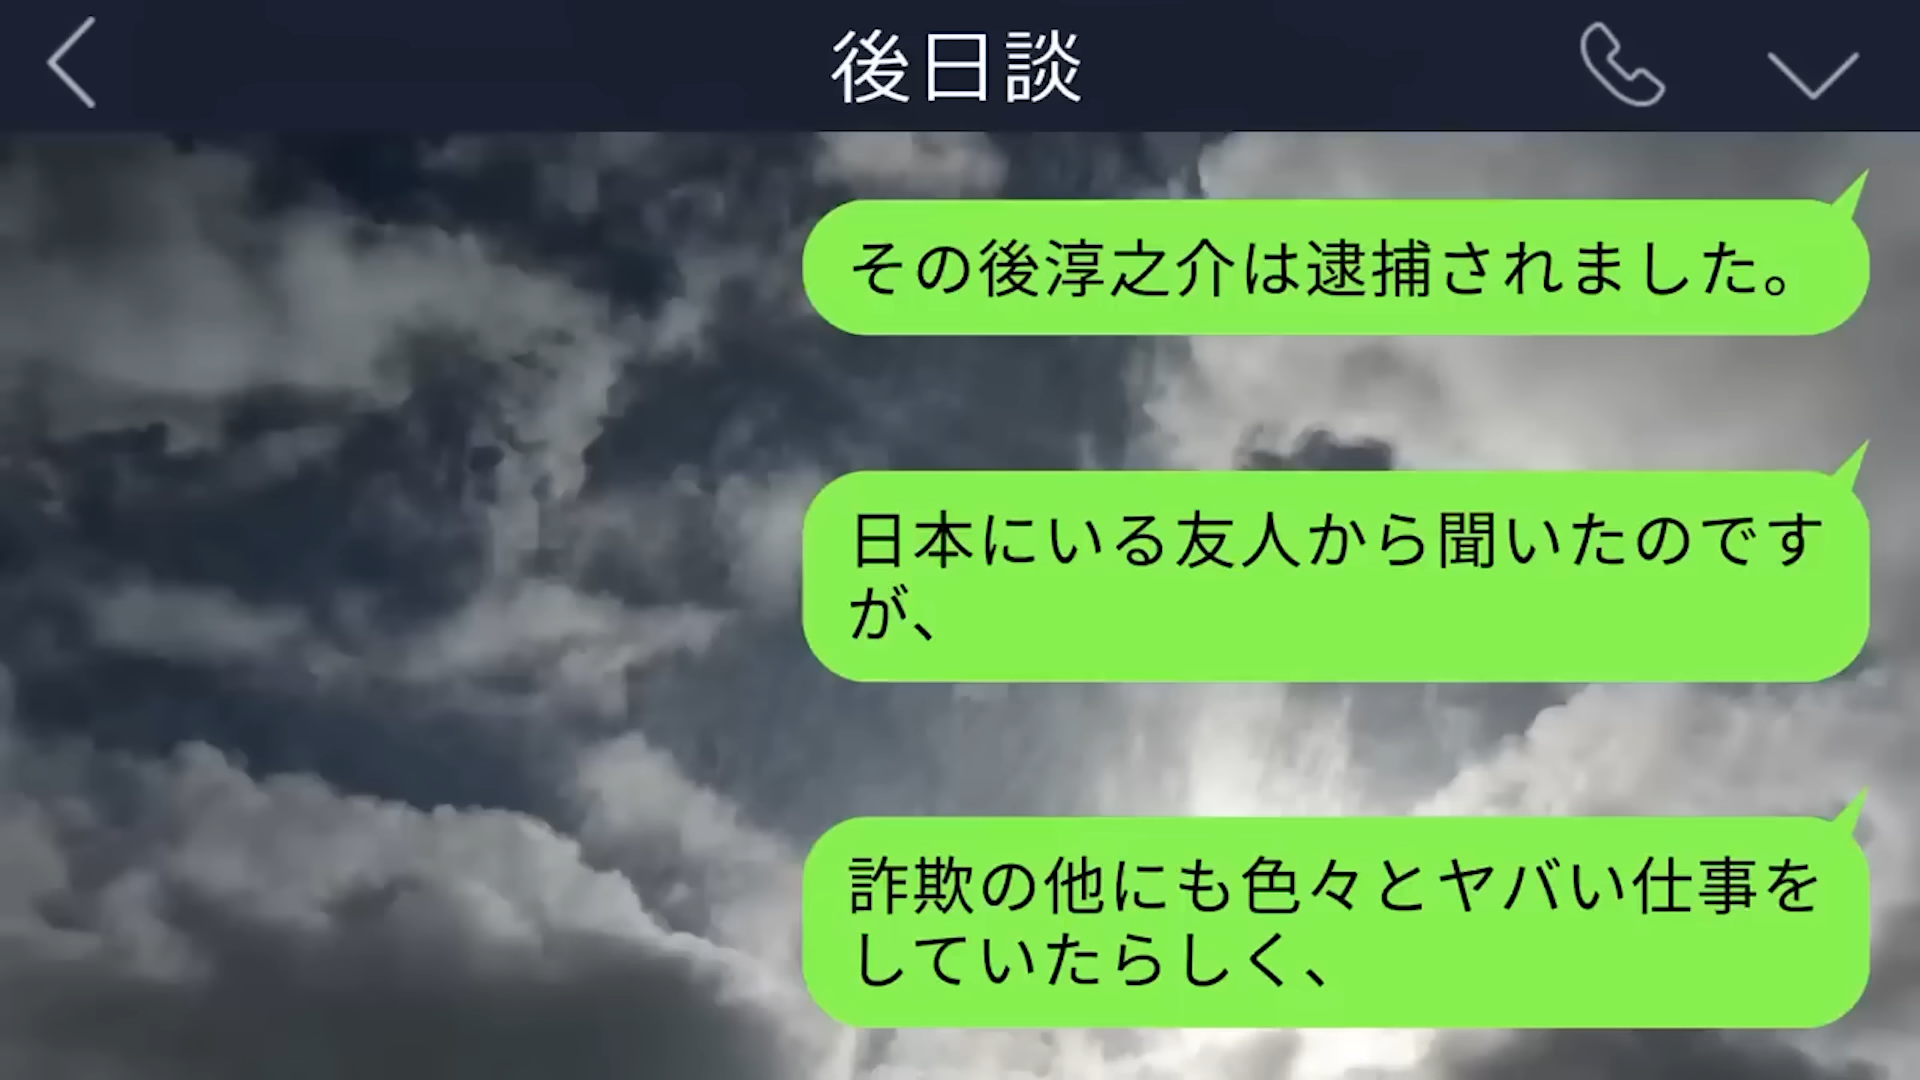 後日談
その後淳之介は逮捕されました。
日本にいる友人から聞いたのです
が、
詐欺の他にも色々とヤバい仕事を
していたらしく、